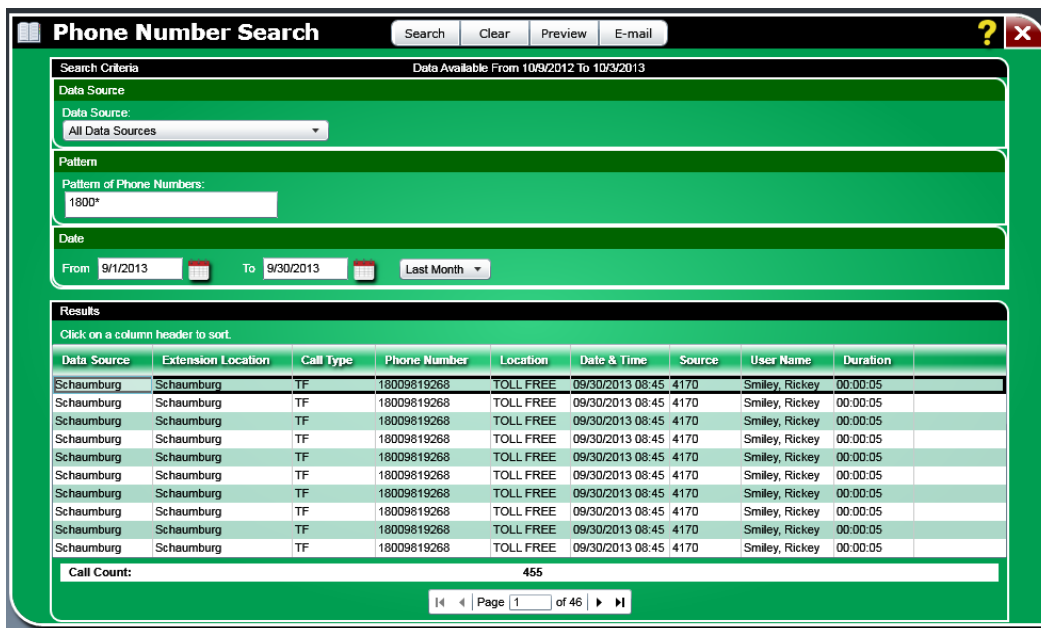 Phone Number Search Search Clear Preview E-mail ? X
Search Criteria Data Available From 10/9/2012 To 10/3/2013
Data Source
Data Source:
All Data Sources
Pattern
Pattern of Phone Numbers:
1800*
Date
From 9/1/2013 To 9/30/2013 Last Month
Results
Click on a column header to sort.
Data Source Extension Location Call Type Phone Number Location Date & Time Source User Name Duration
Schaumburg Schaumburg TF 18009819268 TOLL FREE 09/30/2013 08:45 4170 Smiley, Rickey 00:00:05
Schaumburg Schaumburg TF 18009819268 TOLL FREE 09/30/2013 08:45 4170 Smiley, Rickey 00:00:05
Schaumburg Schaumburg TF 18009819268 TOLL FREE 09/30/2013 08:45 4170 Smiley, Rickey 00:00:05
Schaumburg Schaumburg TF 18009819268 TOLL FREE 09/30/2013 08:45 4170 Smiley, Rickey 00:00:05
Schaumburg Schaumburg TF 18009819268 TOLL FREE 09/30/2013 08:45 4170 Smiley, Rickey 00:00:05
Schaumburg Schaumburg TF 18009819268 TOLL FREE 09/30/2013 08:45 4170 Smiley, Rickey 00:00:05
Schaumburg Schaumburg TF 18009819268 TOLL FREE 09/30/2013 08:45 4170 Smiley, Rickey 00:00:05
Schaumburg Schaumburg TF 18009819268 TOLL FREE 09/30/2013 08:45 4170 Smiley, Rickey 00:00:05
Schaumburg Schaumburg TF 18009819268 TOLL FREE 09/30/2013 08:45 4170 Smiley, Rickey 00:00:05
Schaumburg Schaumburg TF 18009819268 TOLL FREE 09/30/2013 08:45 4170 Smiley, Rickey 00:00:05
Call Count: 455
Page 1 of 46